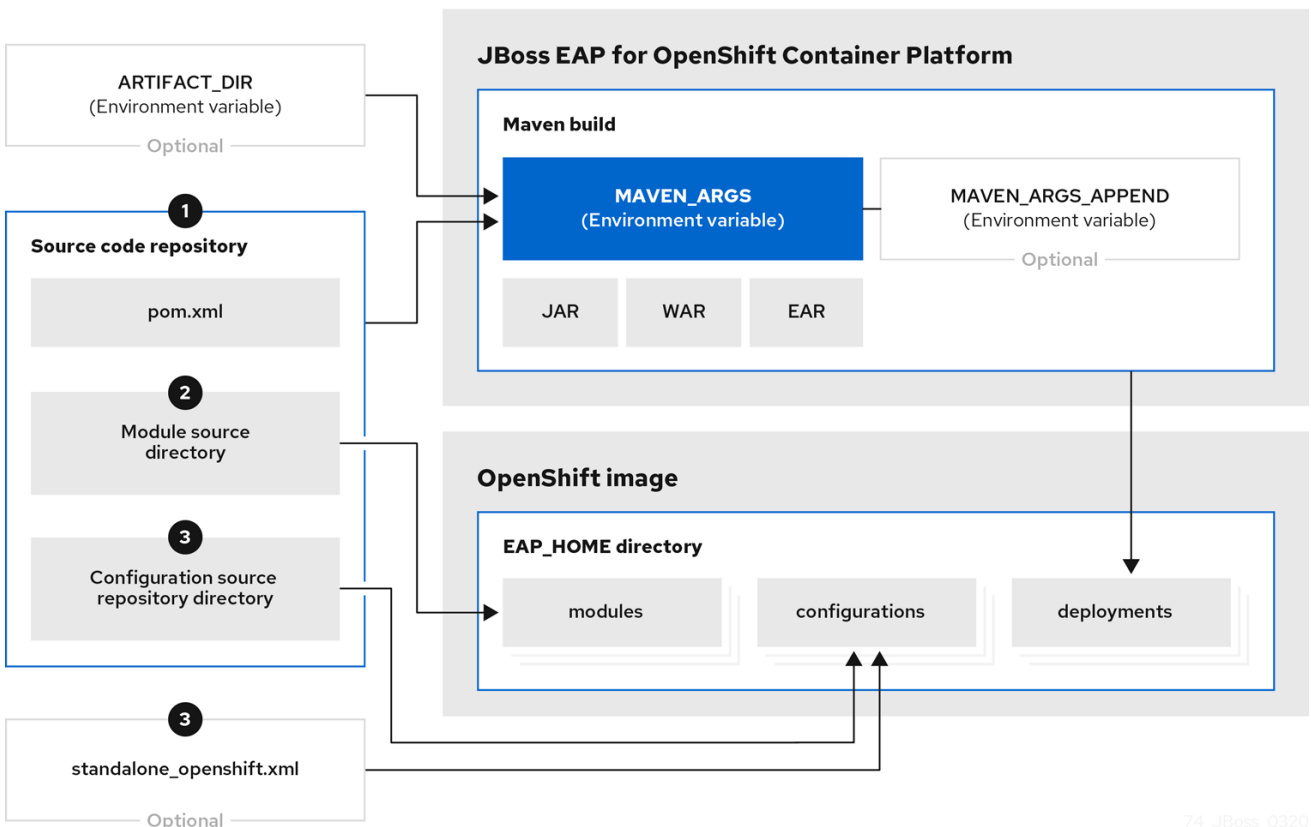 ARTIFACT_DIR
(Environment variable)
Optional
1
Source code repository
pom.xml
2
Module source
directory
3
Configuration source
repository directory
3
standalone_openshift.xml
Optional
JBoss EAP for OpenShift Container Platform
Maven build
MAVEN_ARGS
(Environment variable)
MAVEN_ARGS_APPEND
(Environment variable)
Optional
JAR
WAR
EAR
OpenShift image
EAP_HOME directory
modules
configurations
deployments
74_JBoss_0320